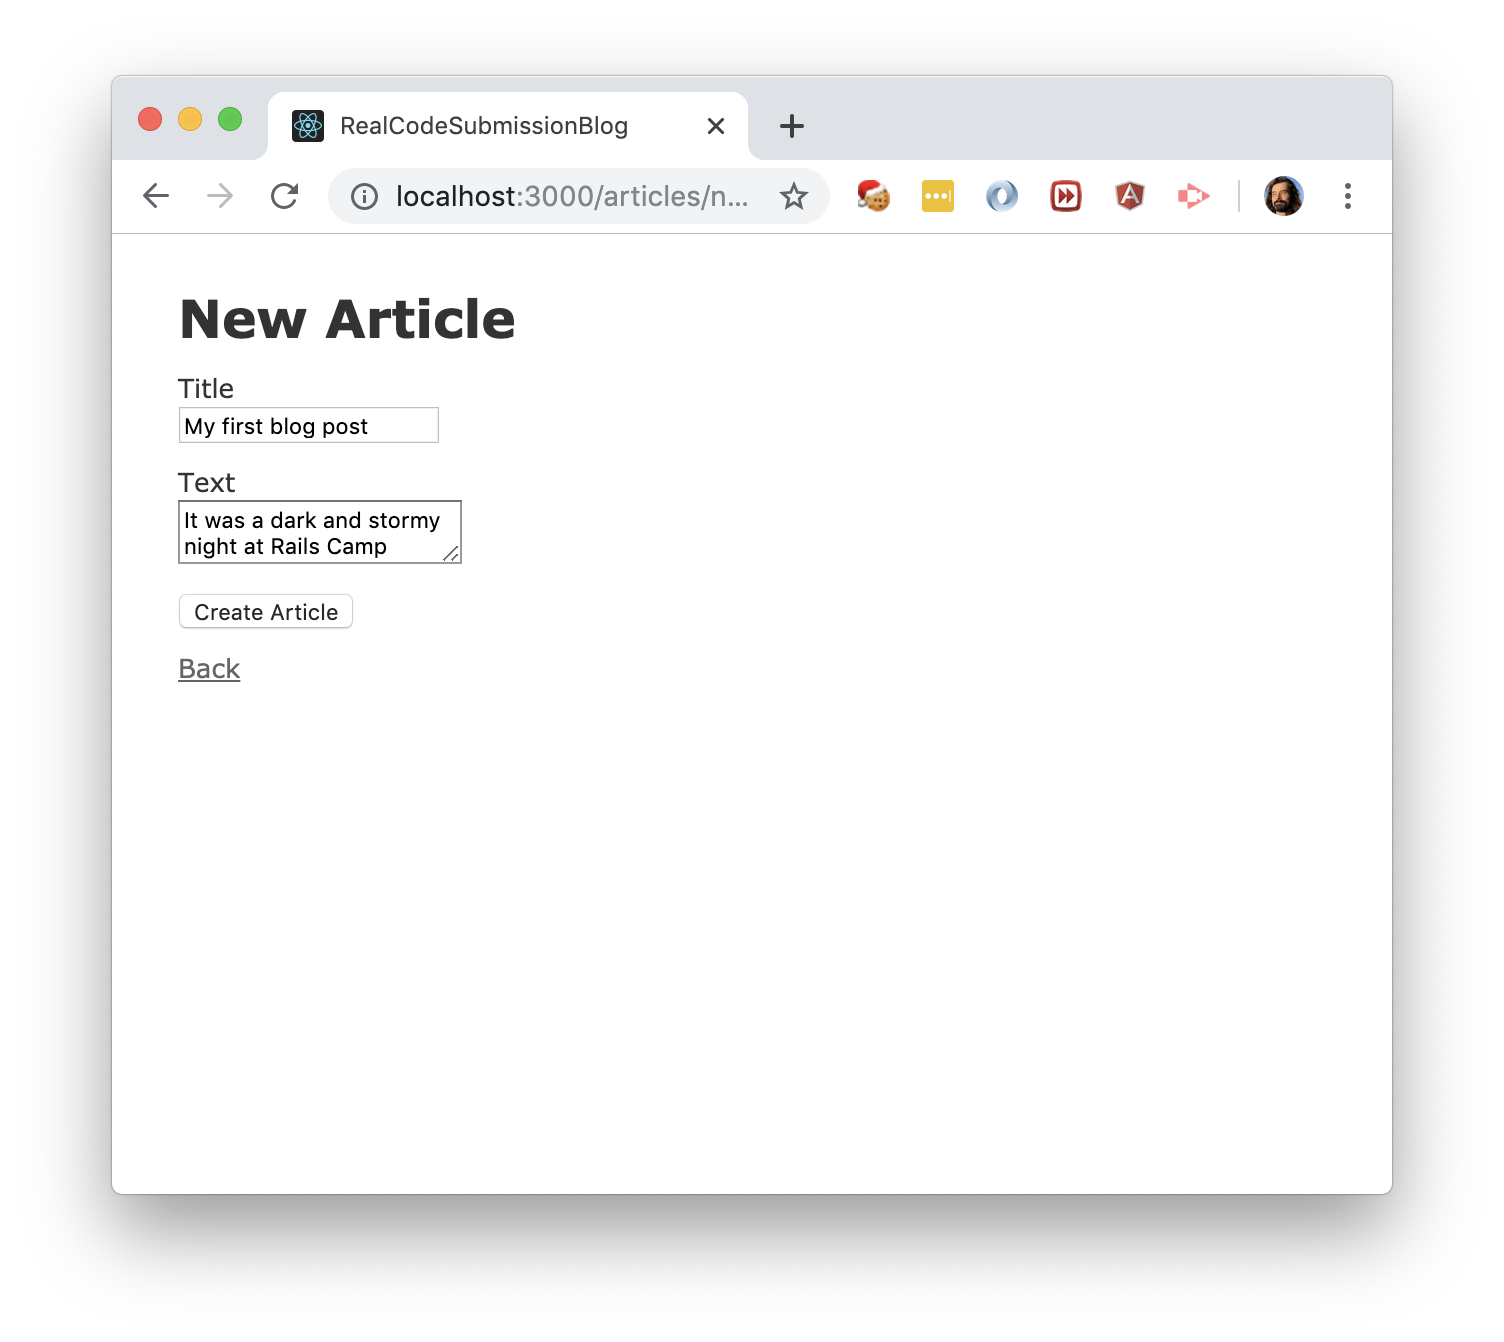 RealCodeSubmissionBlog
localhost:3000/articles/n...
New Article
Title
My first blog post
Text
It was a dark and stormy
night at Rails Camp
Create Article
Back